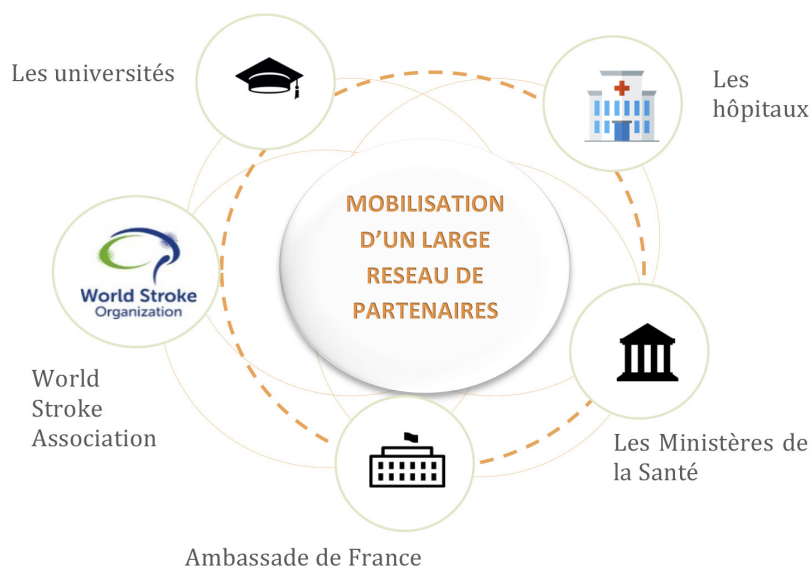 Les universités
Les
hôpitaux
MOBILISATION
D'UN LARGE
RESEAU DE
PARTENAIRES
World Stroke
Organization
World
Stroke
Association
Les Ministères de
la Santé
Ambassade de France